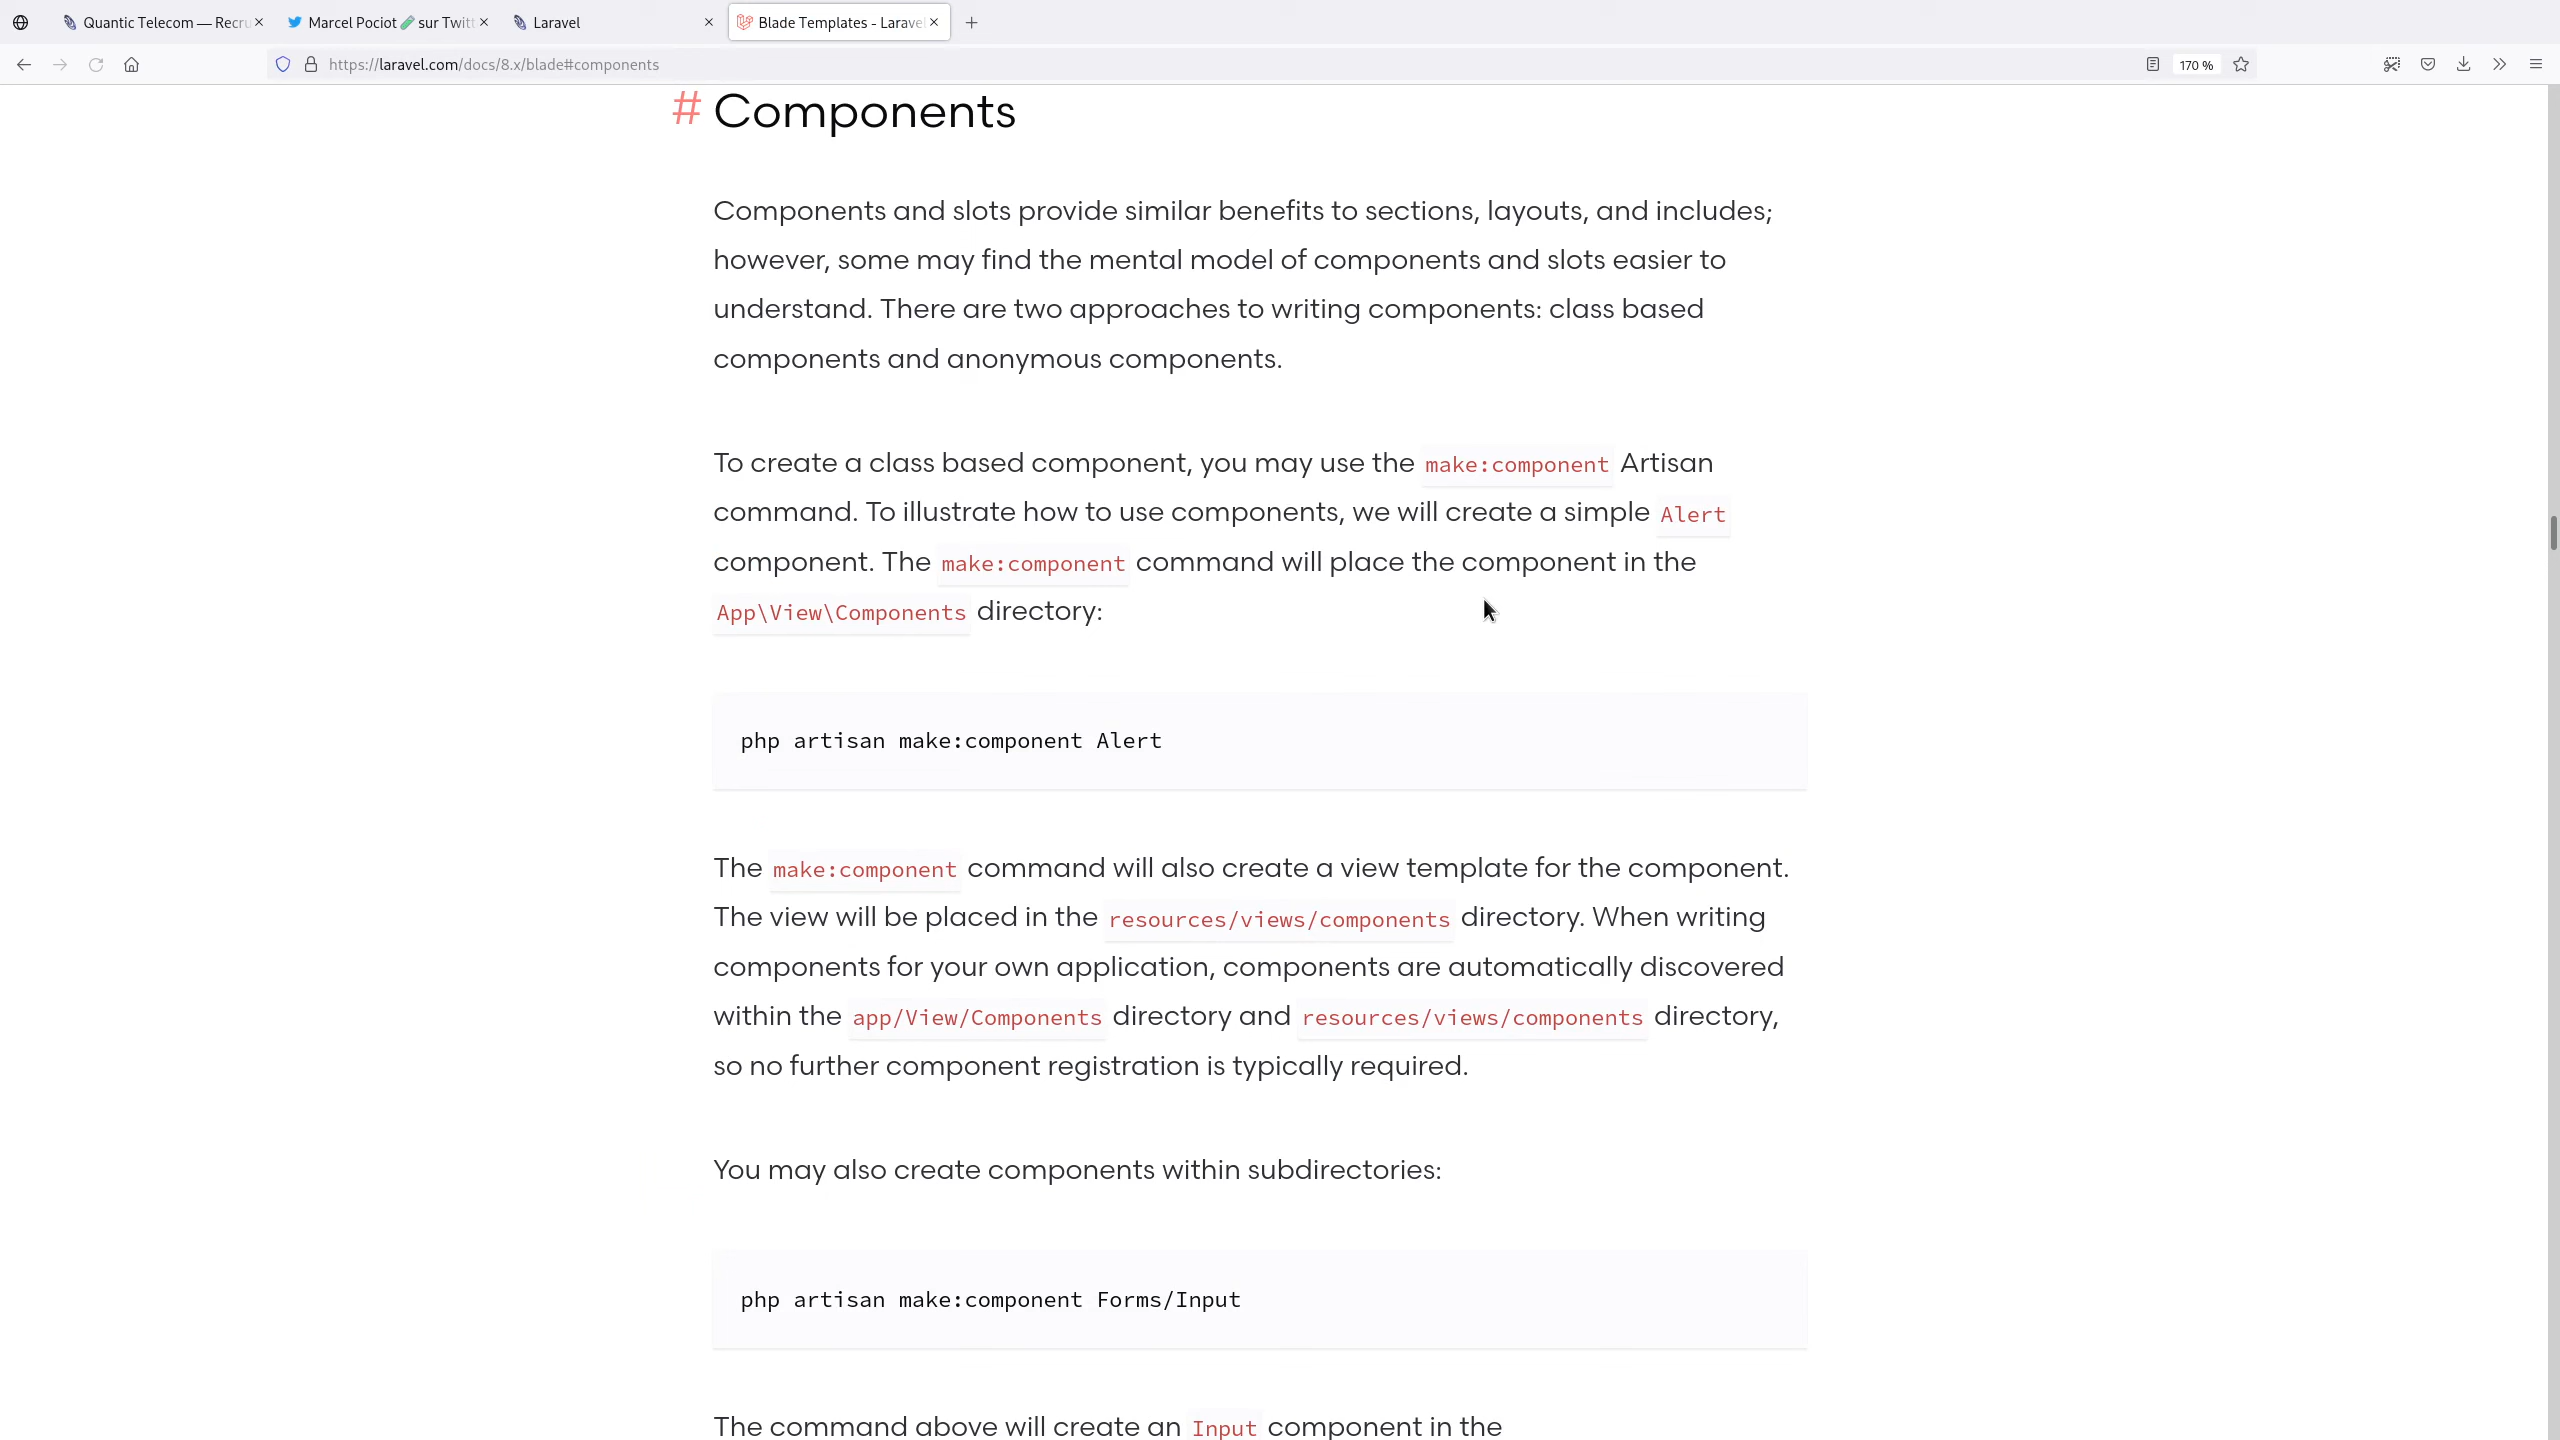 Quantic Telecom — Recru
Marcel Pociot 🧪 sur Twitt
Laravel
Blade Templates - Larave
https://laravel.com/docs/8.x/blade#components
170 %
# Components
Components and slots provide similar benefits to sections, layouts, and includes;
however, some may find the mental model of components and slots easier to
understand. There are two approaches to writing components: class based
components and anonymous components.
To create a class based component, you may use the make:component Artisan
command. To illustrate how to use components, we will create a simple Alert
component. The make:component command will place the component in the
App\View\Components directory:
php artisan make:component Alert
The make:component command will also create a view template for the component.
The view will be placed in the resources/views/components directory. When writing
components for your own application, components are automatically discovered
within the app/View/Components directory and resources/views/components directory,
so no further component registration is typically required.
You may also create components within subdirectories:
php artisan make:component Forms/Input
The command above will create an Input component in the